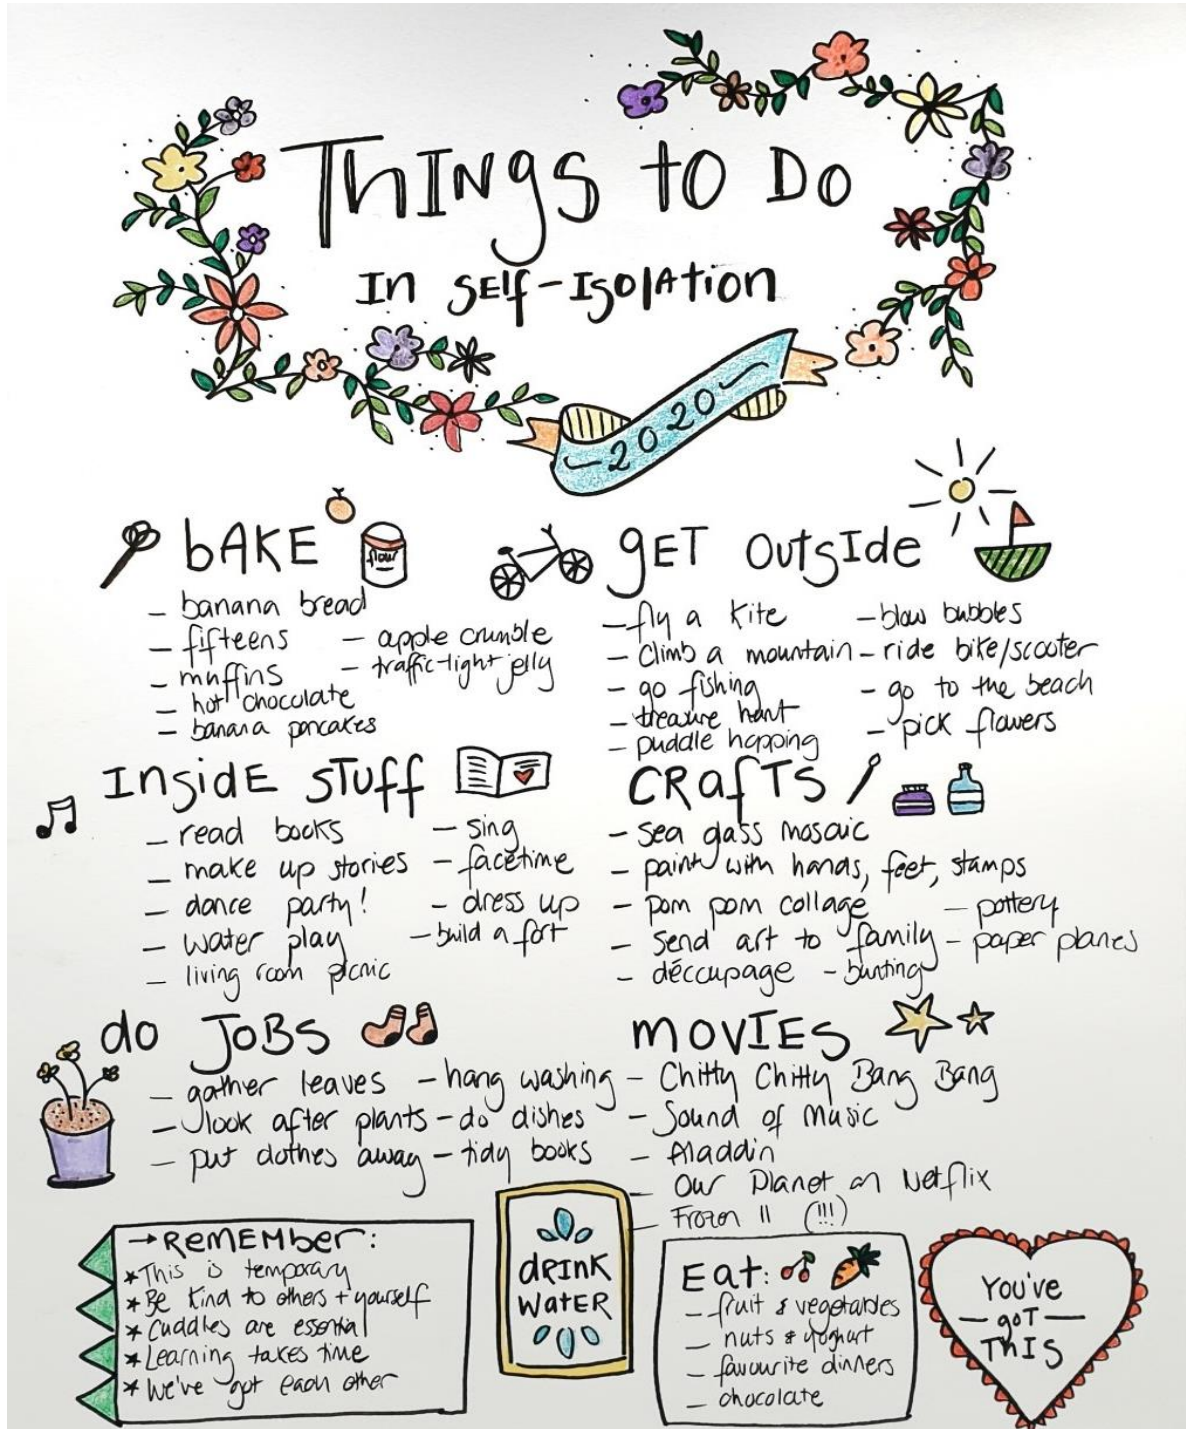 Things to Do
In Self-Isolation
-2020-
bAKE
flour
- banana bread
- fifteens
- muffins
- hot chocolate
- banana pancakes
- apple crumble
- traffic-light jelly
gET OutsIde
- fly a kite
- climb a mountain
- go fishing
- treasure hunt
- puddle hopping
- blow bubbles
- ride bike/scooter
- go to the beach
- pick flowers
InsidE STuff
- read books
- make up stories
- dance party!
- water play
- living room picnic
- sing
- facetime
- dress up
- build a fort
CRafTS
- sea glass mosaic
- paint with hands, feet, stamps
- pom pom collage
- send art to family
- découpage
- bunting
- pottery
- paper planes
do JOBS
- gather leaves
- look after plants
- put clothes away
- hang washing
- do dishes
- tidy books
MOVIES
- Chitty Chitty Bang Bang
- Sound of Music
- Aladdin
- Our Planet on Netflix
- Frozen II (!!!)
→ REMEMber:
* This is temporary
* Be kind to others + yourself
* Cuddles are essential
* Learning takes time
* We've got each other
dRINK
WatER
Eat:
- fruit & vegetables
- nuts & yoghurt
- favourite dinners
- chocolate
You've
- goT -
ThIS